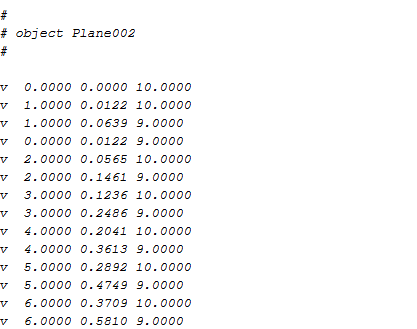 #
# object Plane002
#
v  0.0000 0.0000 10.0000
v  1.0000 0.0122 10.0000
v  1.0000 0.0639 9.0000
v  0.0000 0.0122 9.0000
v  2.0000 0.0565 10.0000
v  2.0000 0.1461 9.0000
v  3.0000 0.1236 10.0000
v  3.0000 0.2486 9.0000
v  4.0000 0.2041 10.0000
v  4.0000 0.3613 9.0000
v  5.0000 0.2892 10.0000
v  5.0000 0.4749 9.0000
v  6.0000 0.3709 10.0000
v  6.0000 0.5810 9.0000